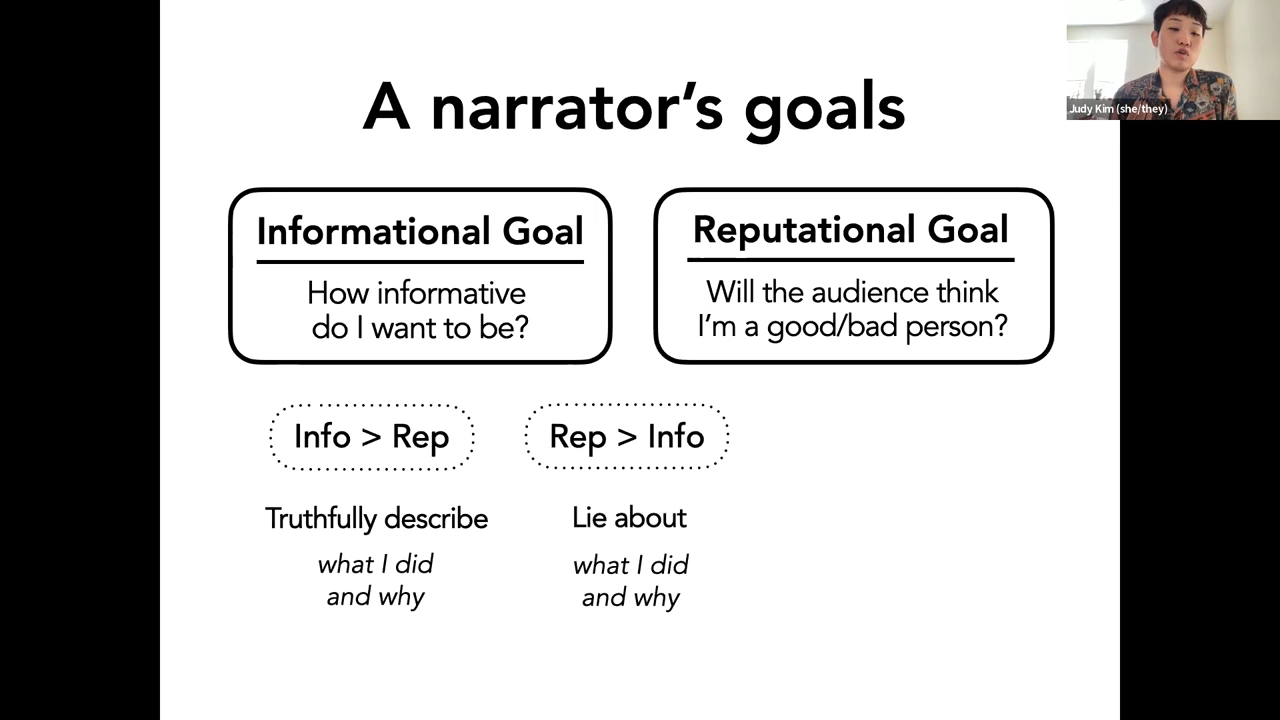 A narrator’s goals
Judy Kim (she/they)
Informational Goal
How informative
do I want to be?
Reputational Goal
Will the audience think
I’m a good/bad person?
Info > Rep
Truthfully describe
what I did
and why
Rep > Info
Lie about
what I did
and why